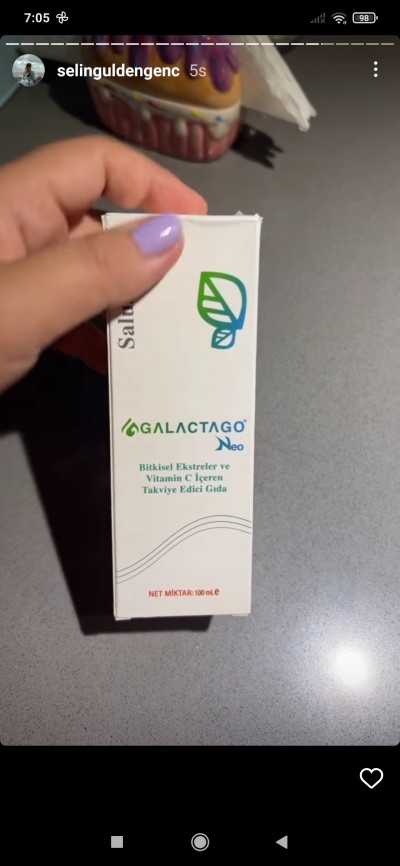 7:05
98
selinguldengenc 5s
GALACTAGO®
Neo
Bitkisel Ekstreler ve
Vitamin C İçeren
Takviye Edici Gıda
NET MİKTAR: 100 mL e